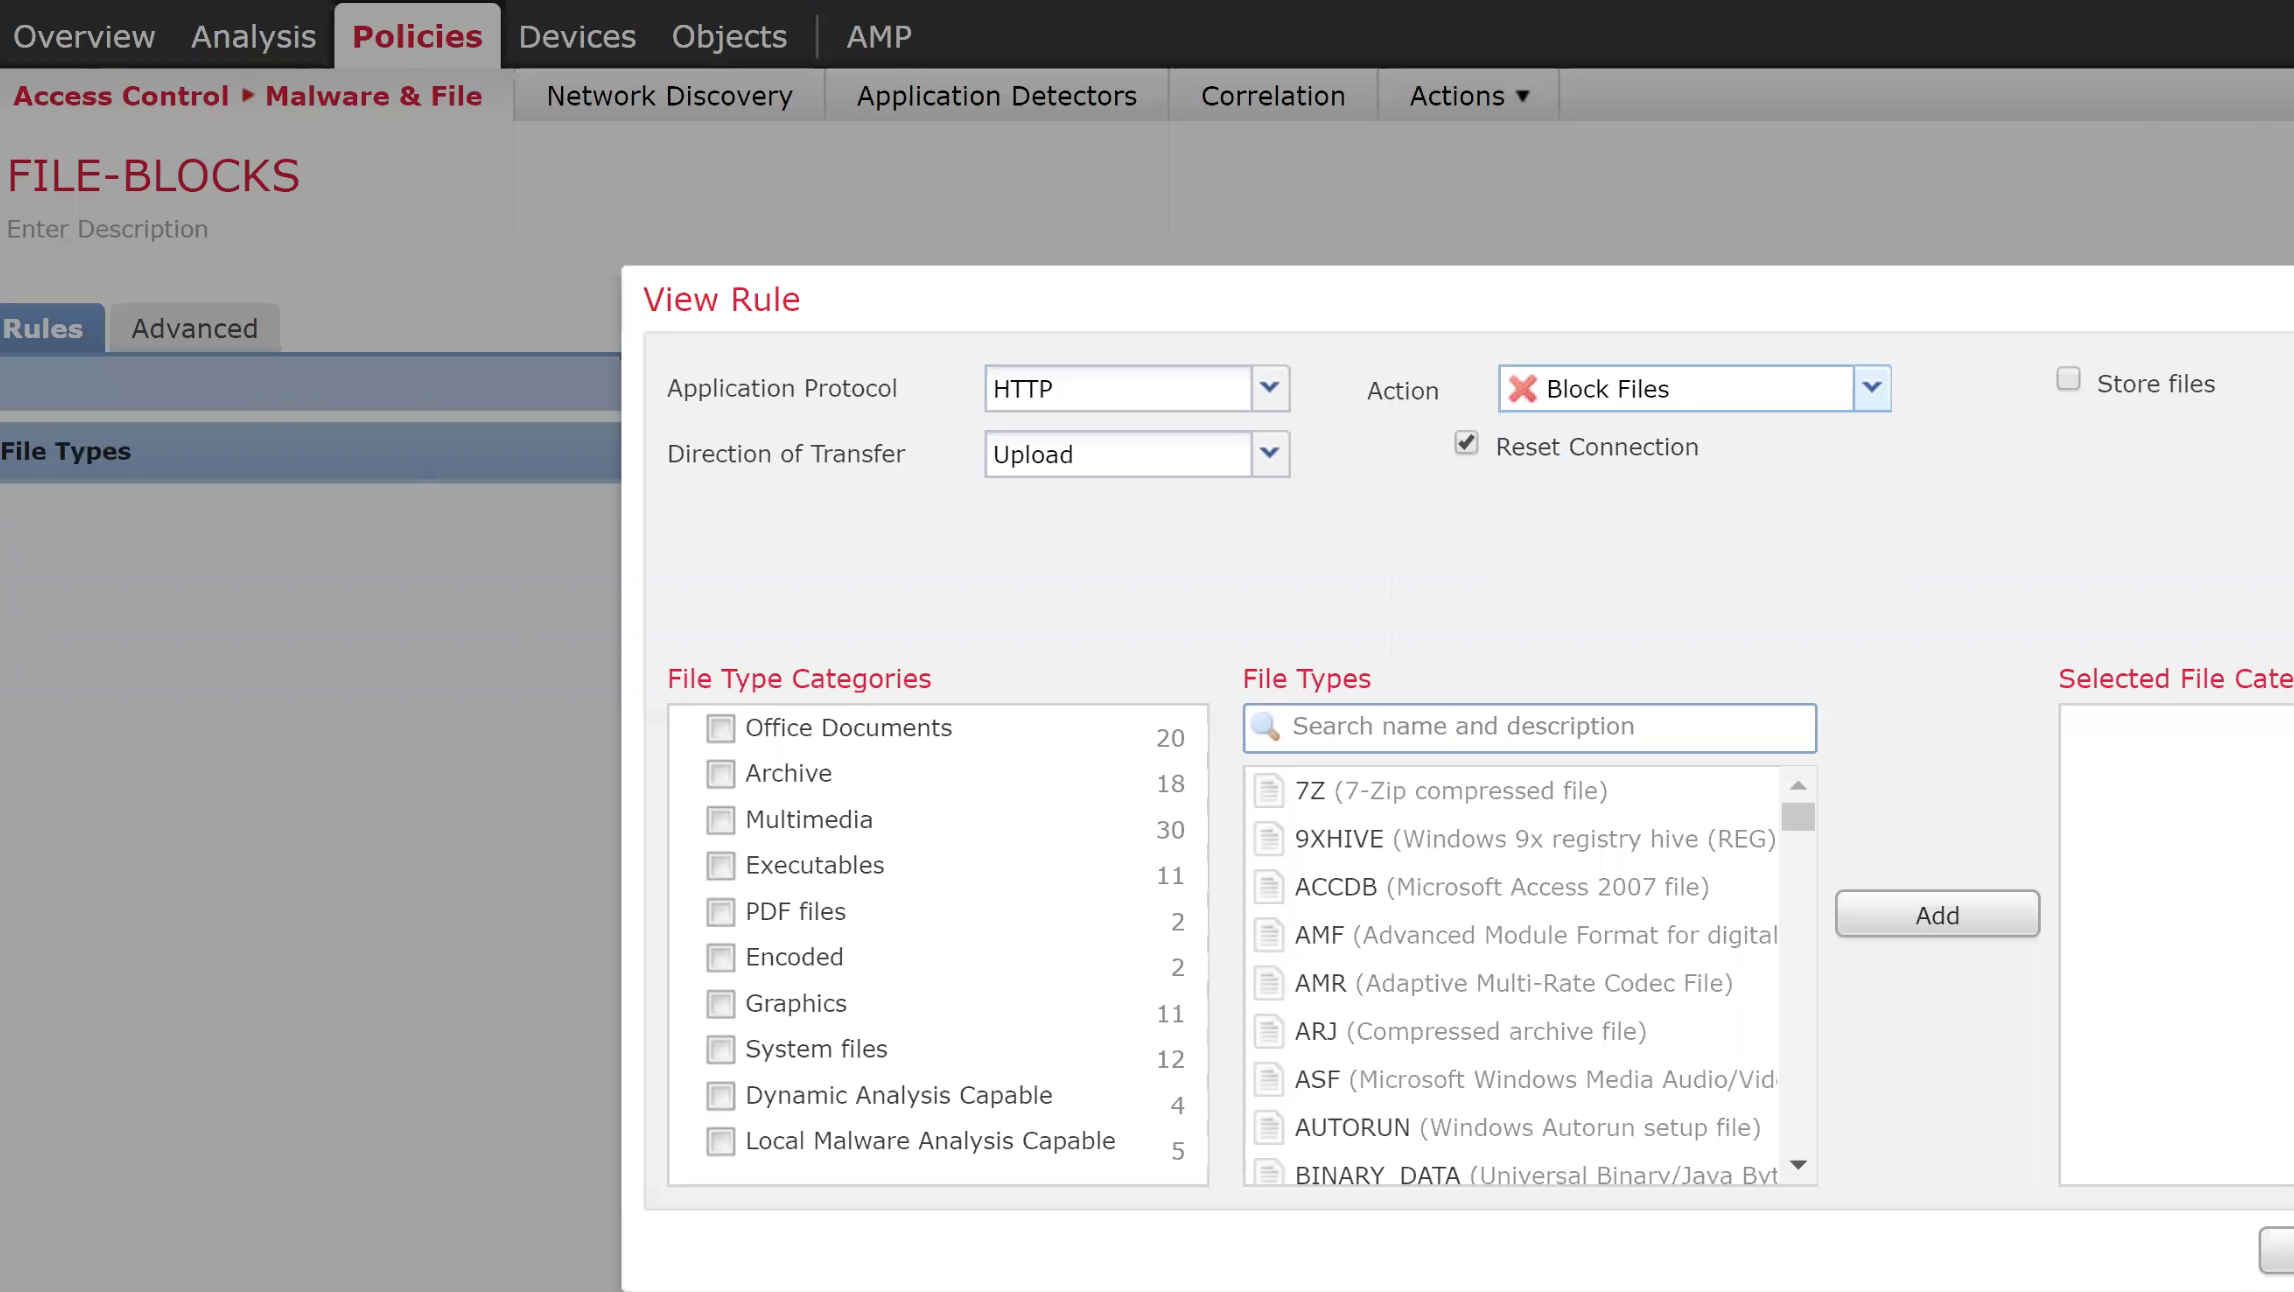 Overview Analysis Policies Devices Objects AMP
Access Control Malware & File Network Discovery Application Detectors Correlation Actions
FILE-BLOCKS
Enter Description
Rules Advanced
File Types
View Rule
Application Protocol HTTP Action Block Files Store files
Direction of Transfer Upload Reset Connection
File Type Categories
Office Documents 20
Archive 18
Multimedia 30
Executables 11
PDF files 2
Encoded 2
Graphics 11
System files 12
Dynamic Analysis Capable 4
Local Malware Analysis Capable 5
File Types
Search name and description
7Z (7-Zip compressed file)
9XHIVE (Windows 9x registry hive (REG)
ACCDB (Microsoft Access 2007 file)
AMF (Advanced Module Format for digital
AMR (Adaptive Multi-Rate Codec File)
ARJ (Compressed archive file)
ASF (Microsoft Windows Media Audio/Vid
AUTORUN (Windows Autorun setup file)
BINARY_DATA (Universal Binary/Java Byt
Add
Selected File Cate